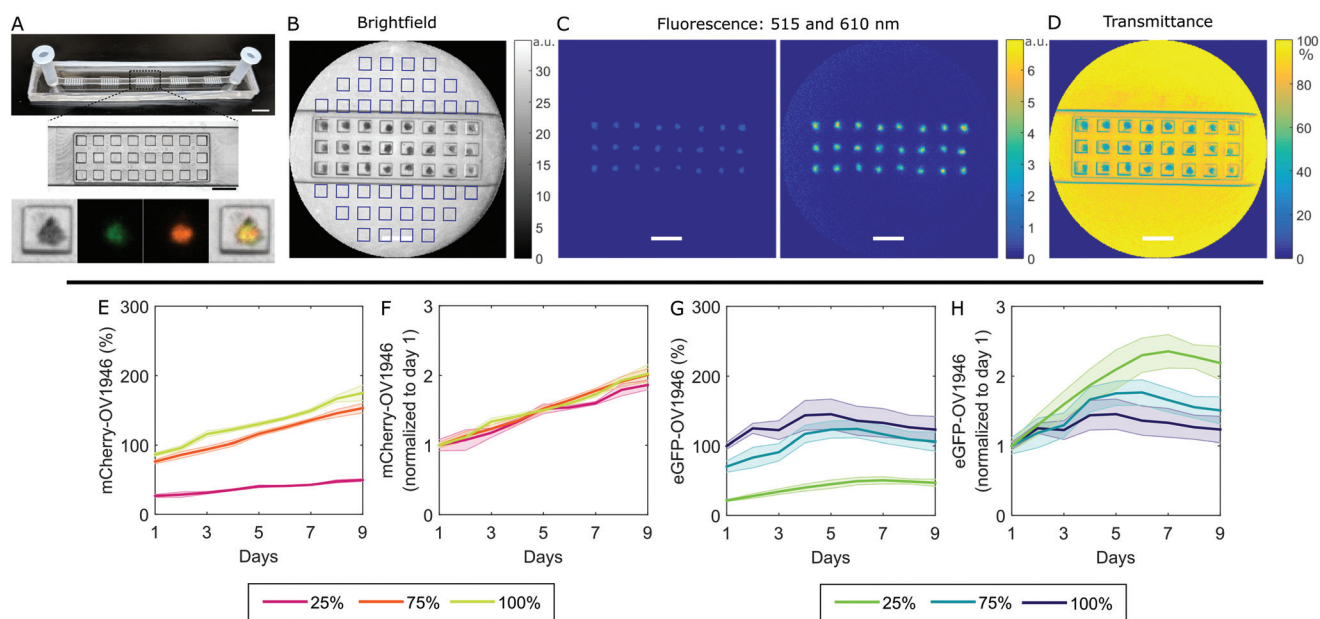 A
B
Brightfield
C
Fluorescence: 515 and 610 nm
D
Transmittance
a.u.
30
25
20
15
10
5
0
a.u.
6
5
4
3
2
1
0
100
%
80
60
40
20
0
E
mCherry-OV1946 (%)
300
200
100
0
1 3 5 7 9
Days
F
mCherry-OV1946
(normalized to day 1)
3
2
1
0
1 3 5 7 9
Days
G
eGFP-OV1946 (%)
300
200
100
0
1 3 5 7 9
Days
H
eGFP-OV1946
(normalized to day 1)
3
2
1
0
1 3 5 7 9
Days
25% 75% 100%
25% 75% 100%